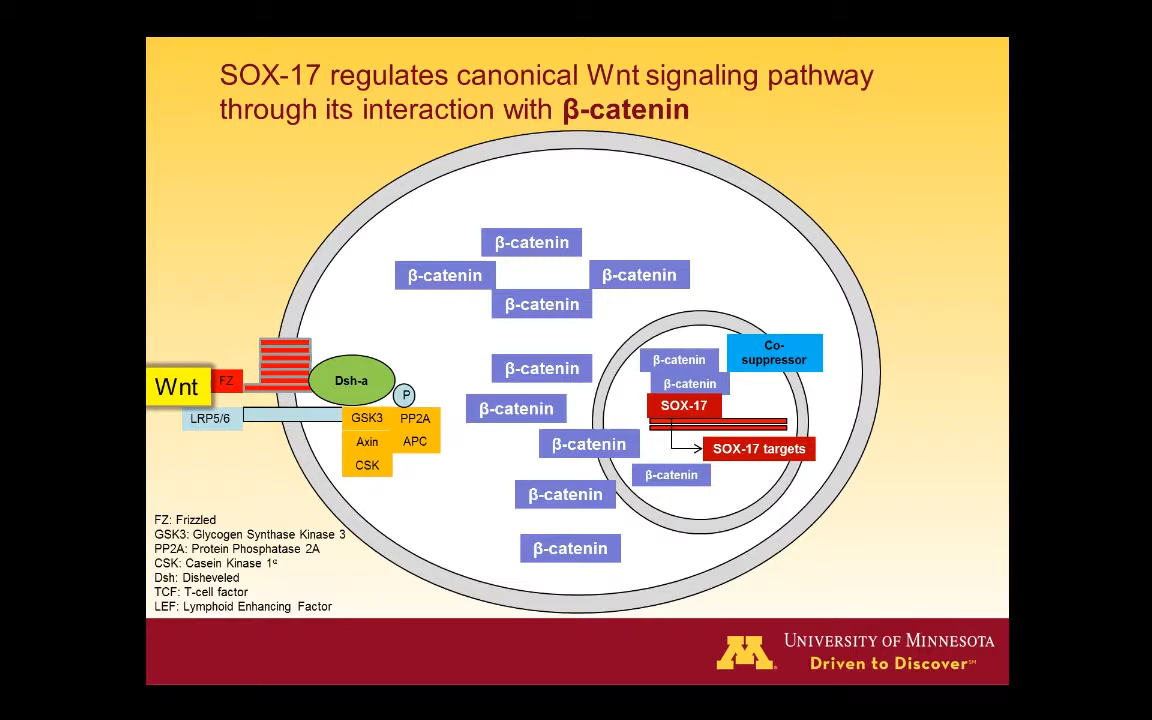 SOX-17 regulates canonical Wnt signaling pathway
through its interaction with β-catenin
β-catenin
β-catenin
β-catenin
β-catenin
β-catenin
β-catenin
β-catenin
β-catenin
β-catenin
Co-
suppressor
β-catenin
β-catenin
SOX-17
SOX-17 targets
β-catenin
Wnt
FZ
Dsh-a
P
LRP5/6
GSK3
PP2A
Axin
APC
CSK
FZ: Frizzled
GSK3: Glycogen Synthase Kinase 3
PP2A: Protein Phosphatase 2A
CSK: Casein Kinase 1α
Dsh: Disheveled
TCF: T-cell factor
LEF: Lymphoid Enhancing Factor
M
UNIVERSITY OF MINNESOTA
Driven to Discover℠